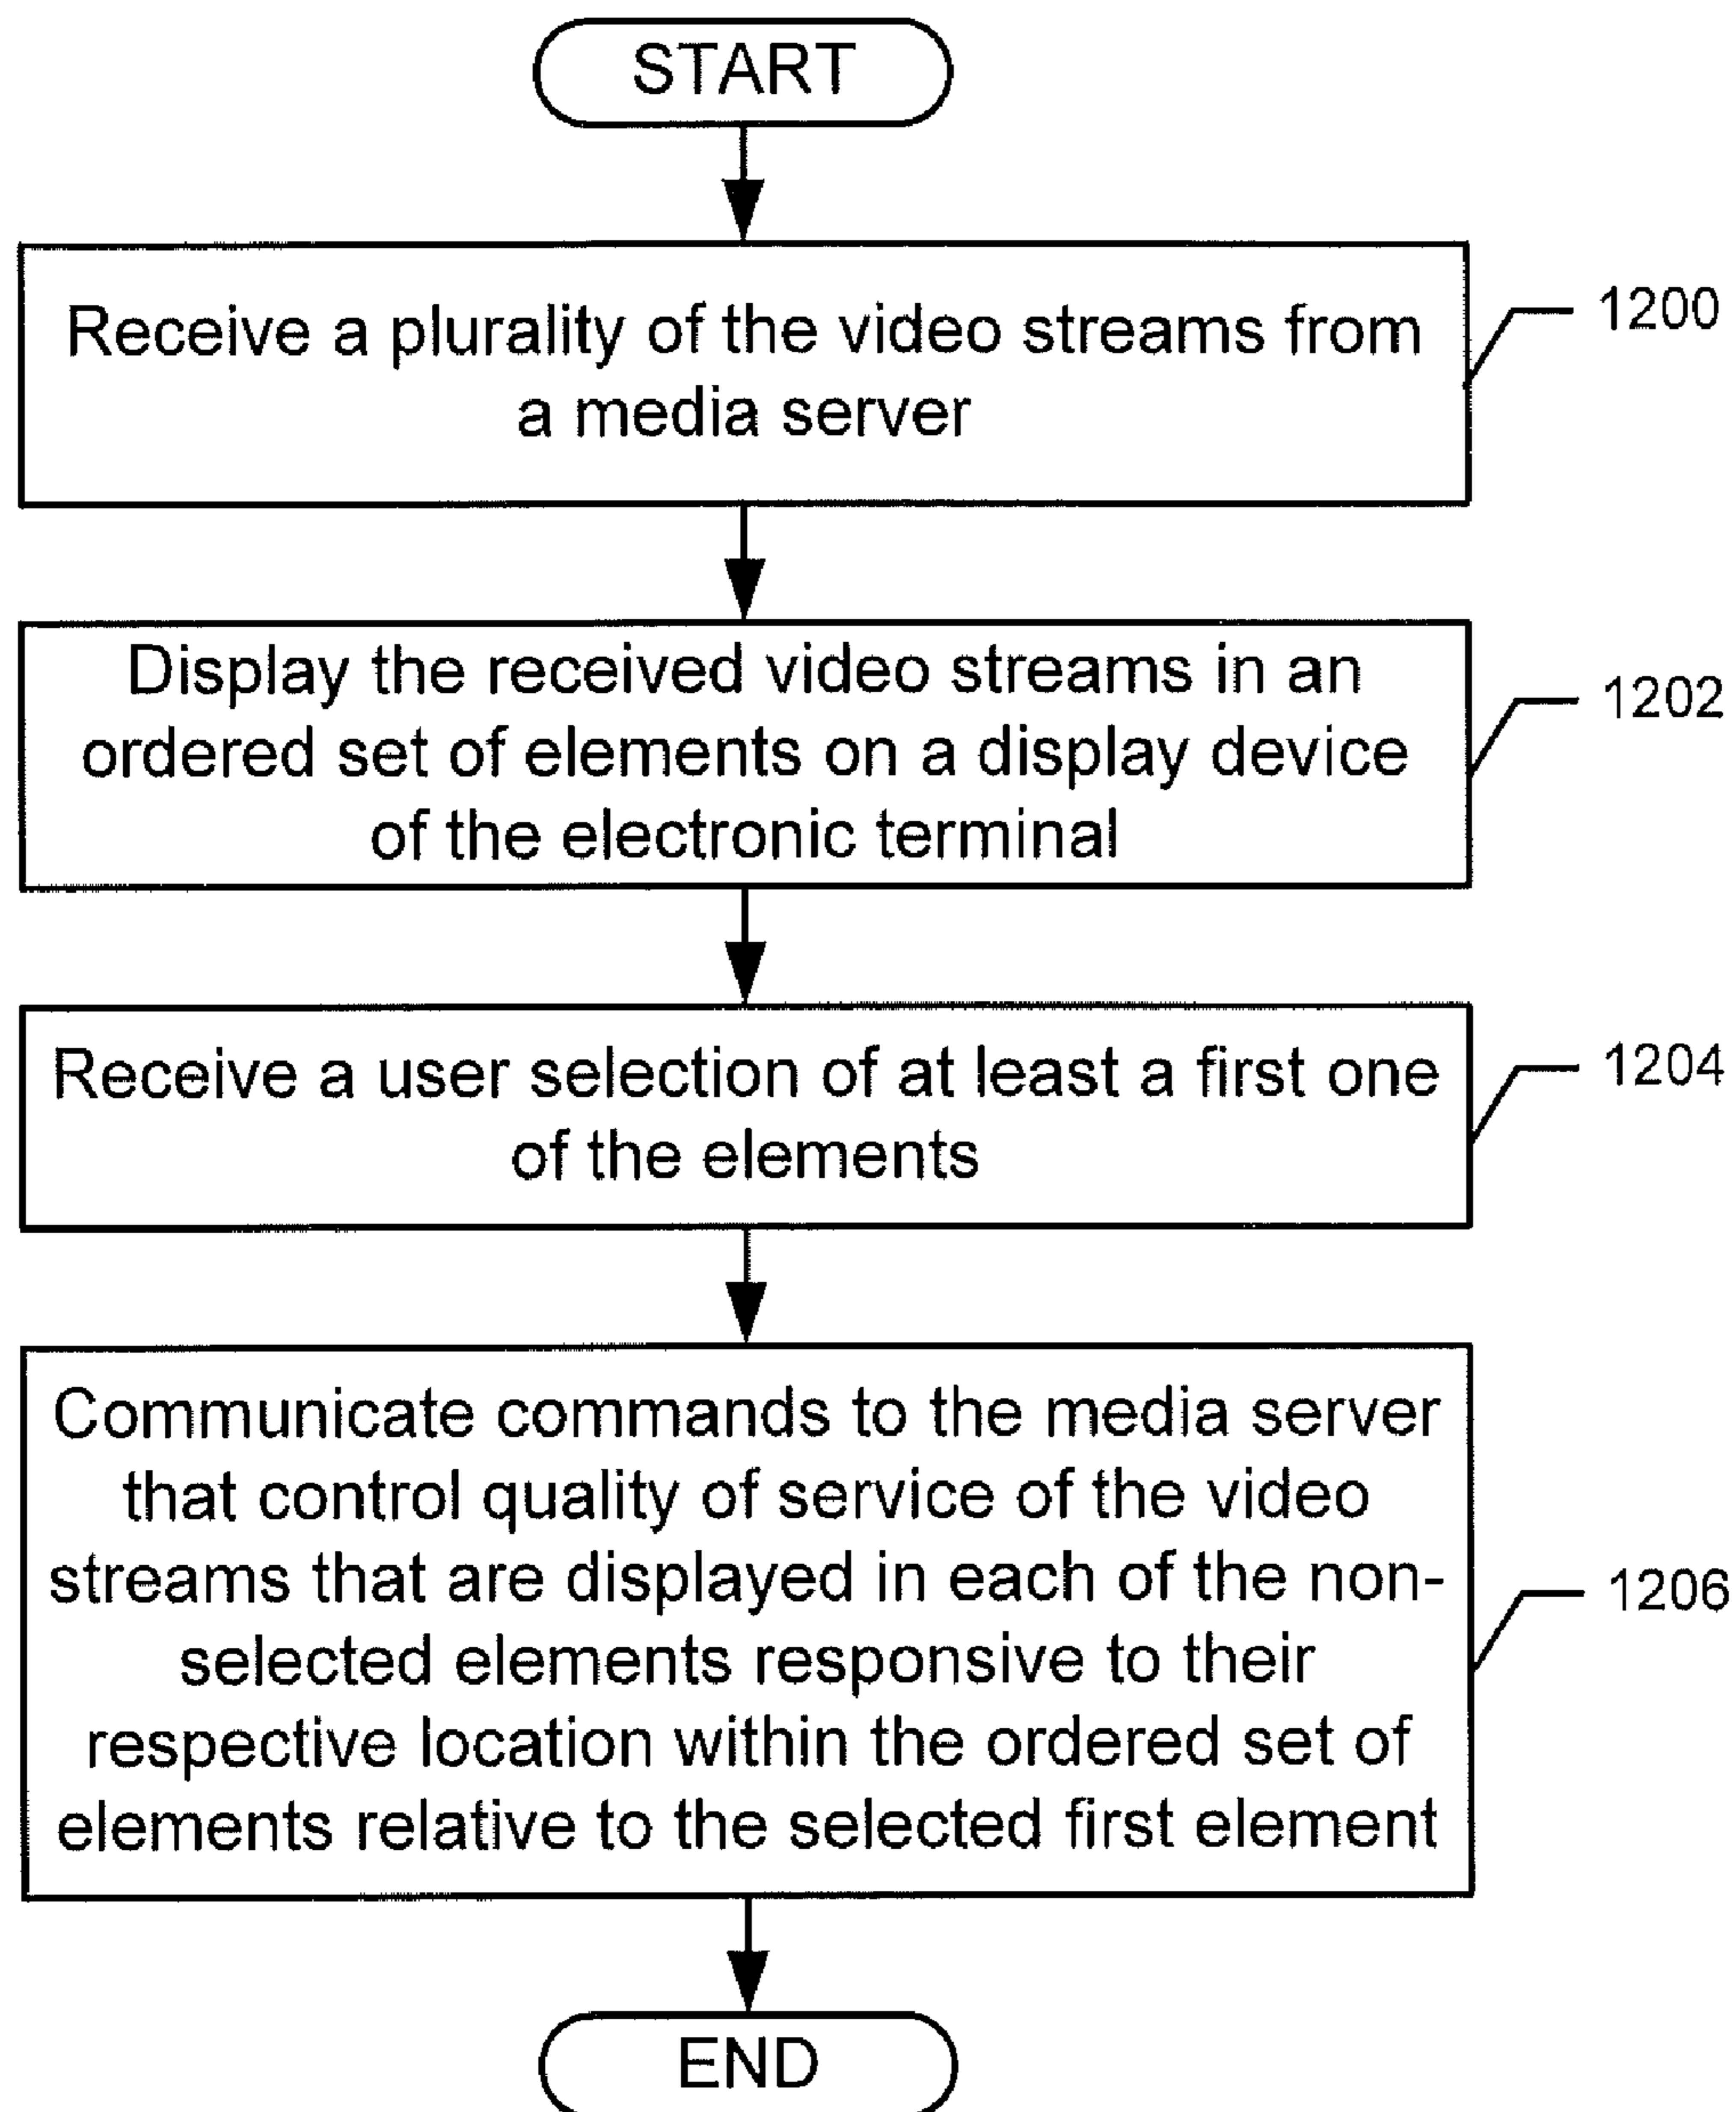 START
Receive a plurality of the video streams from
a media server
1200
Display the received video streams in an
ordered set of elements on a display device
of the electronic terminal
1202
Receive a user selection of at least a first one
of the elements
1204
Communicate commands to the media server
that control quality of service of the video
streams that are displayed in each of the non-
selected elements responsive to their
respective location within the ordered set of
elements relative to the selected first element
1206
END